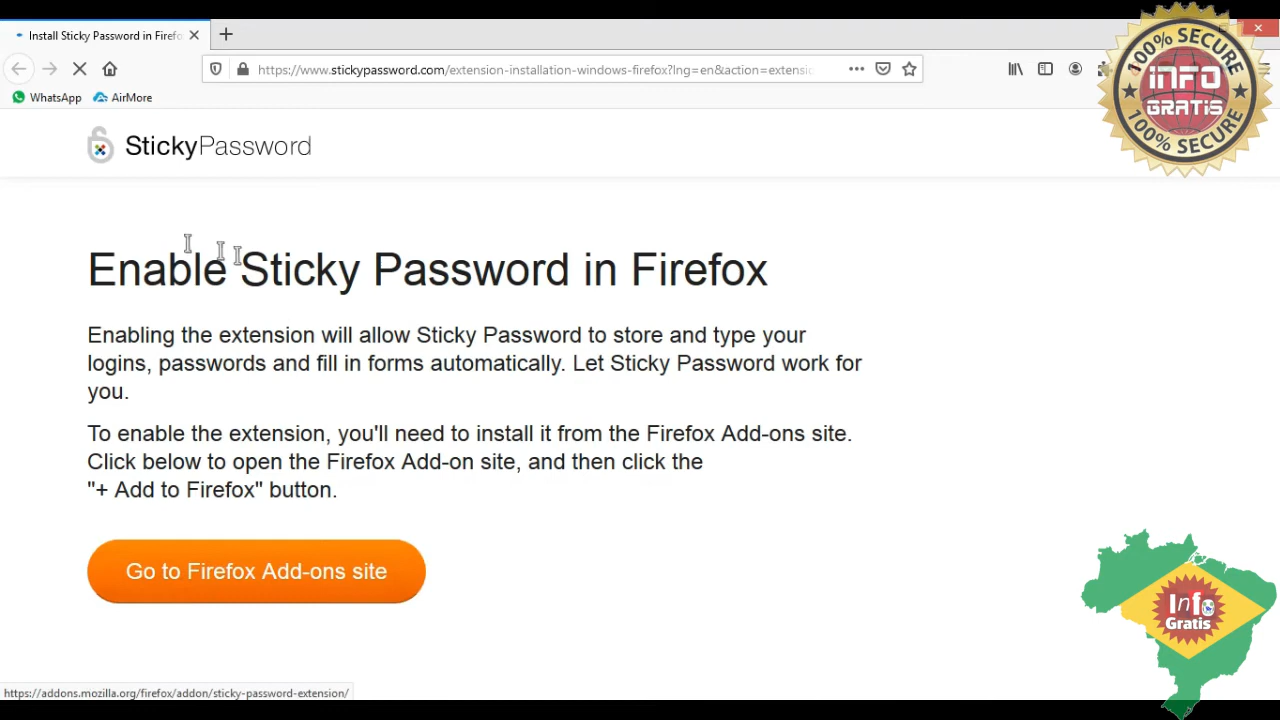 Install Sticky Password in Firefo
https://www.stickypassword.com/extension-installation-windows-firefox?lng=en&action=extensi
WhatsApp
AirMore
100% SECURE
INFO
GRATIS
100% SECURE
StickyPassword
Enable Sticky Password in Firefox
Enabling the extension will allow Sticky Password to store and type your
logins, passwords and fill in forms automatically. Let Sticky Password work for
you.
To enable the extension, you'll need to install it from the Firefox Add-ons site.
Click below to open the Firefox Add-on site, and then click the
"+ Add to Firefox" button.
Go to Firefox Add-ons site
Info
Gratis
https://addons.mozilla.org/firefox/addon/sticky-password-extension/